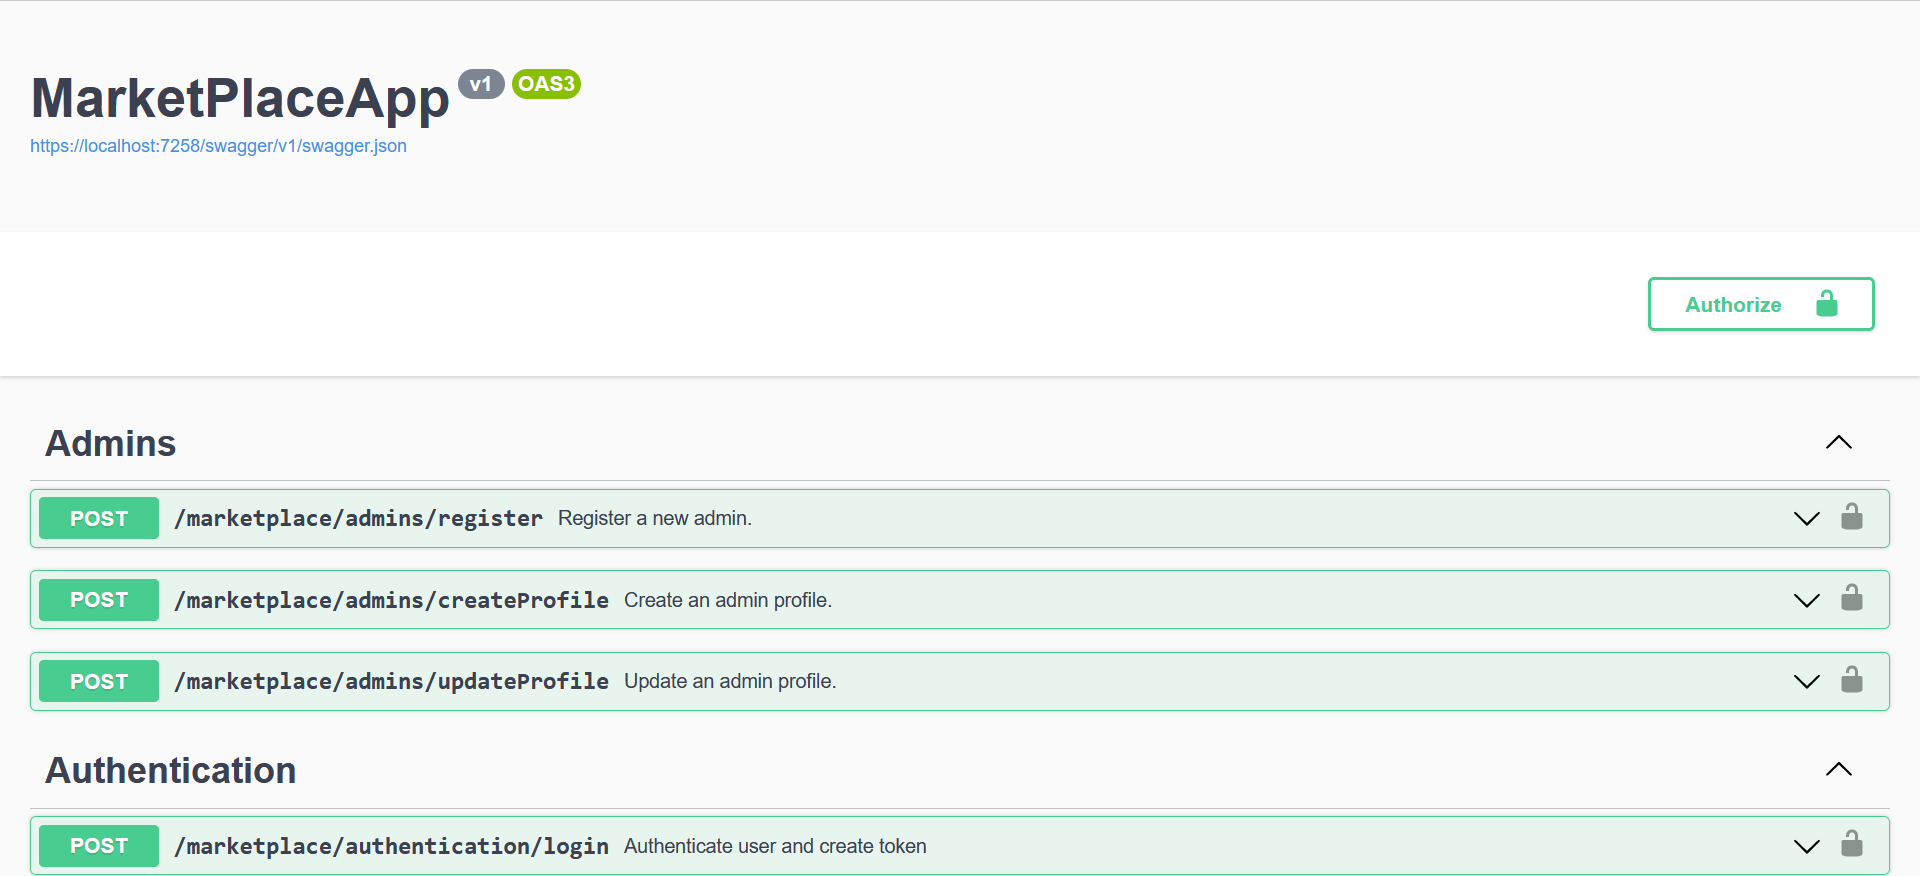 MarketPlaceApp v1 OAS3
https://localhost:7258/swagger/v1/swagger.json
Authorize
Admins
POST /marketplace/admins/register Register a new admin.
POST /marketplace/admins/createProfile Create an admin profile.
POST /marketplace/admins/updateProfile Update an admin profile.
Authentication
POST /marketplace/authentication/login Authenticate user and create token